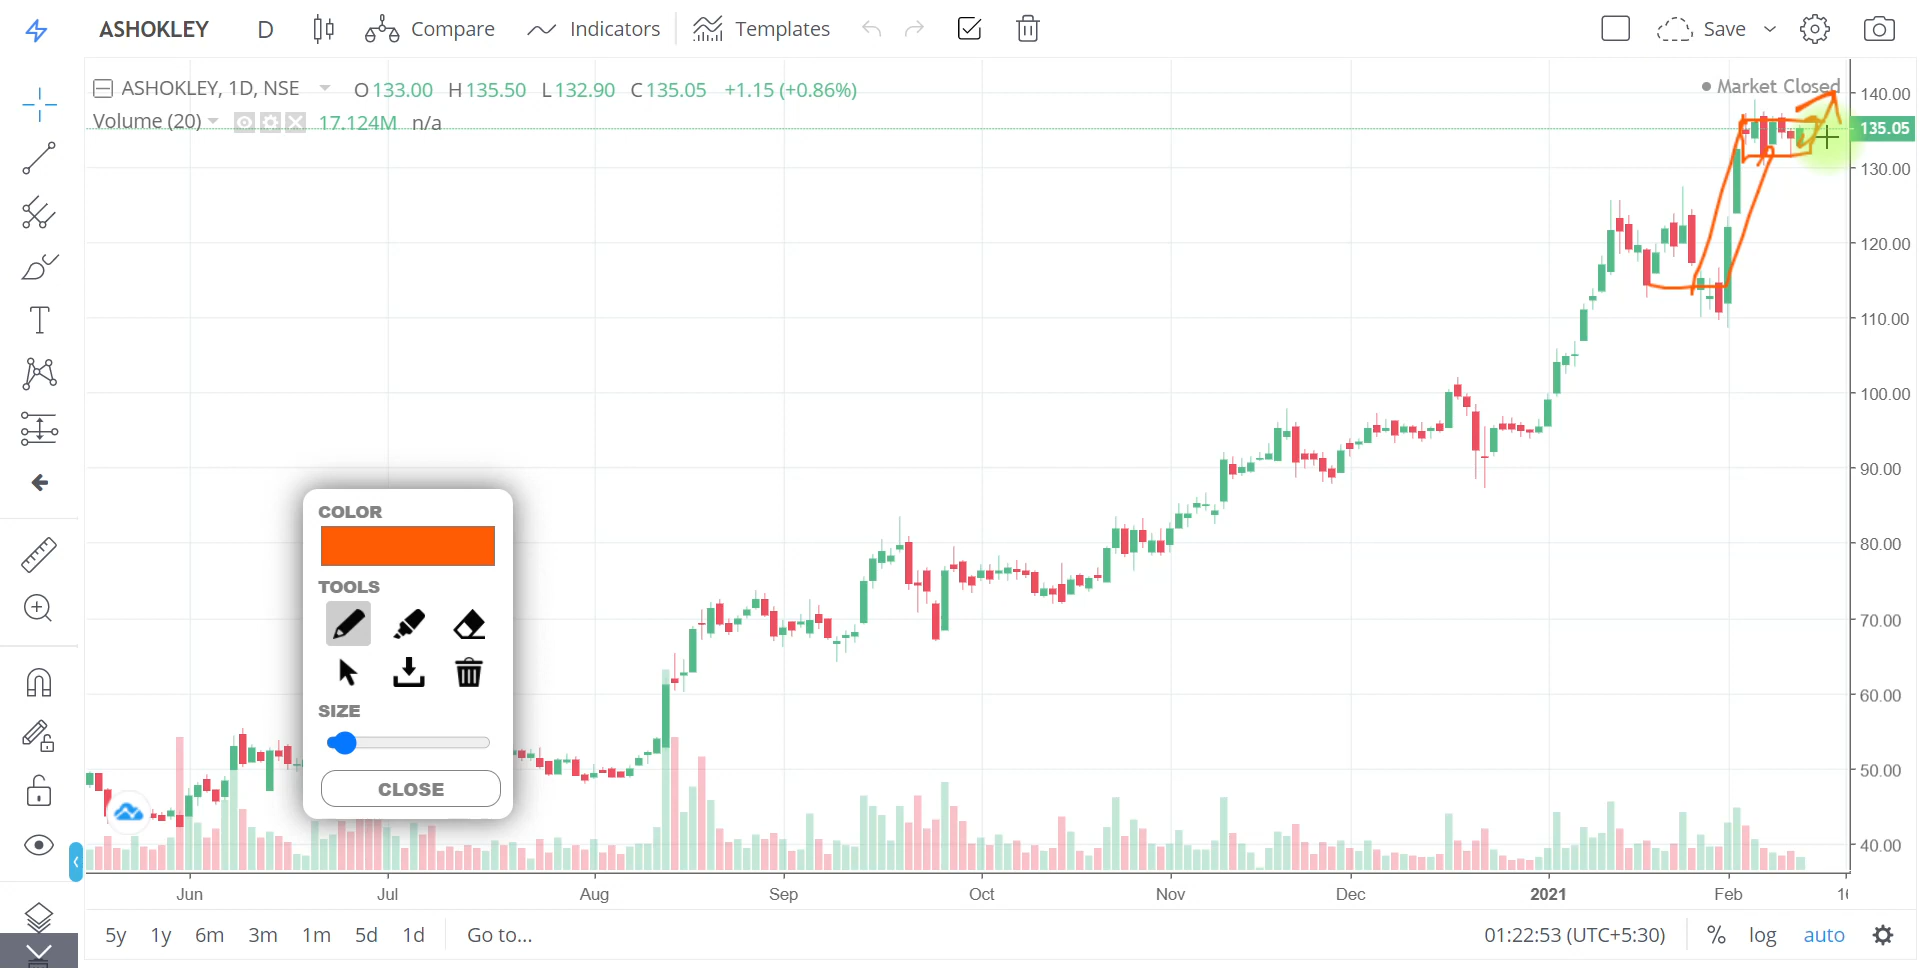 ASHOKLEY D Compare Indicators Templates Save
ASHOKLEY, 1D, NSE O133.00 H135.50 L132.90 C135.05 +1.15 (+0.86%)
Market Closed
Volume (20) 17.124M n/a
140.00
135.05
130.00
120.00
110.00
100.00
90.00
80.00
70.00
60.00
50.00
40.00
COLOR
TOOLS
SIZE
CLOSE
T
Jun Jul Aug Sep Oct Nov Dec 2021 Feb
5y 1y 6m 3m 1m 5d 1d Go to... 01:22:53 (UTC+5:30) % log auto